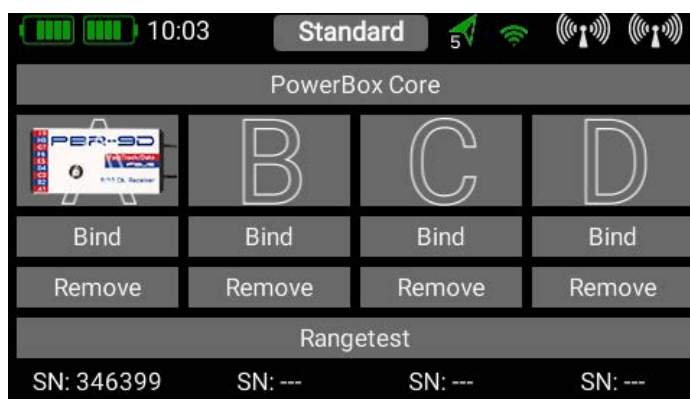 10:03 Standard 5
PowerBox Core
A B C D
PBR-9D
Bind Bind Bind Bind
Remove Remove Remove Remove
Rangetest
SN: 346399 SN: --- SN: --- SN: ---